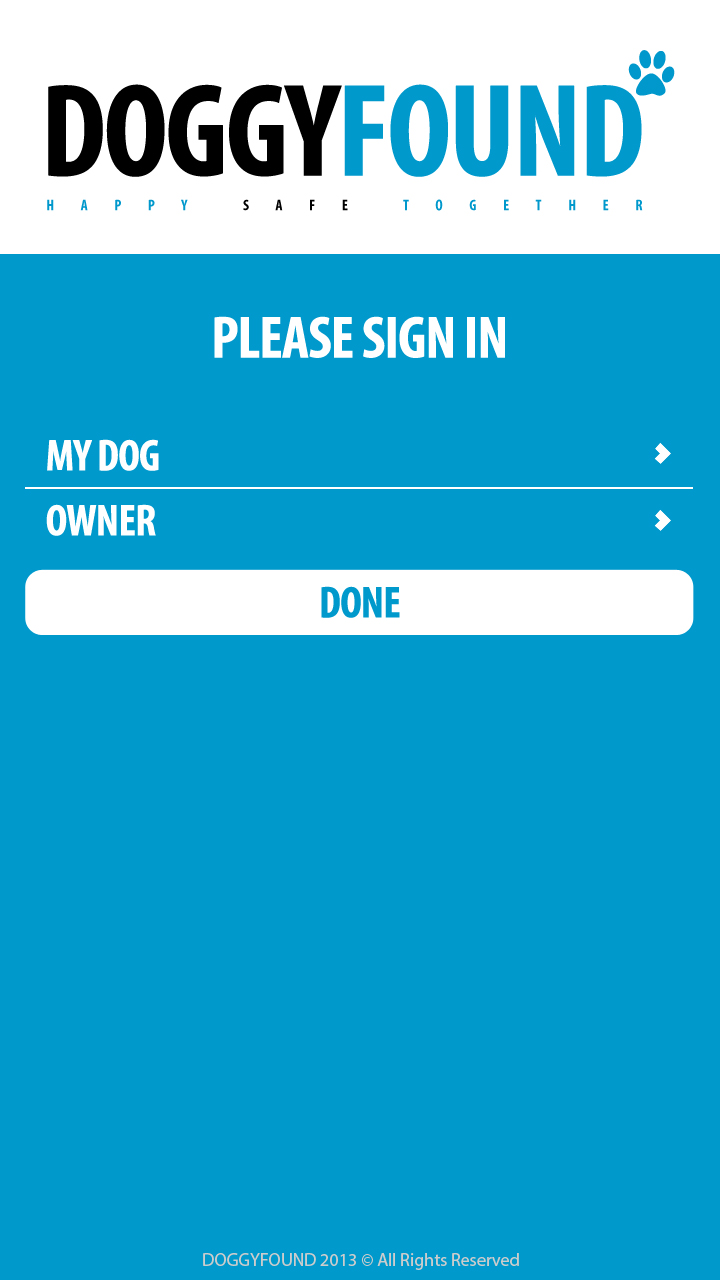 DOGGYFOUND
HAPPY SAFE TOGETHER
PLEASE SIGN IN
MY DOG
OWNER
DONE
DOGGYFOUND 2013 © All Rights Reserved